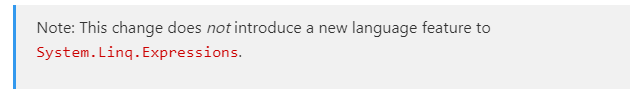 Note: This change does not introduce a new language feature to
System.Linq.Expressions.